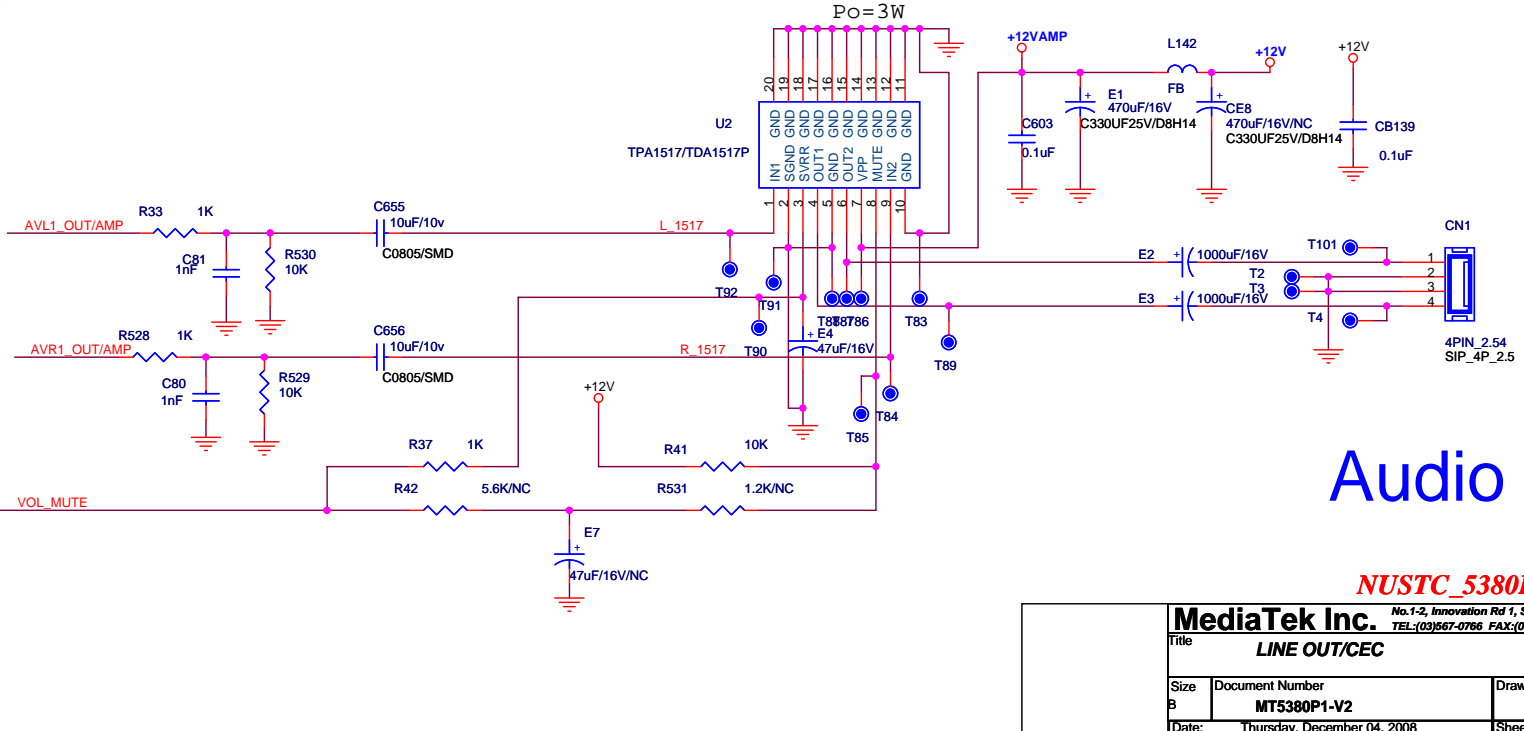 Po=3W
+12VAMP
L142
+12V
+12V
20 19 18 17 16 15 14 13 12 11
FB
E1
470uF/16V
C330UF25V/D8H14
CE8
470uF/16V/NC
C330UF25V/D8H14
C603
0.1uF
CB139
0.1uF
U2
TPA1517/TDA1517P
GND GND GND GND GND GND GND GND GND GND
IN1 SGND SVRR OUT1 GND OUT2 VPP MUTE IN2 GND
1 2 3 4 5 6 7 8 9 10
AVL1_OUT/AMP
R33 1K
C81
1nF
R530
10K
C655
10uF/10v
C0805/SMD
L_1517
T92
T91
T90
T88
T87
T86
T83
T89
E2
1000uF/16V
E3
1000uF/16V
T101
T2
T3
T4
CN1
1
2
3
4
4PIN_2.54
SIP_4P_2.5
AVR1_OUT/AMP
R528 1K
C80
1nF
R529
10K
C656
10uF/10v
C0805/SMD
R_1517
E4
47uF/16V
T84
T85
+12V
R37 1K
R41 10K
VOL_MUTE
R42 5.6K/NC
R531 1.2K/NC
E7
47uF/16V/NC
Audio
NUSTC_5380
MediaTek Inc.
No.1-2, Innovation Rd 1, S
TEL:(03)567-0766 FAX:(0
Title
LINE OUT/CEC
Size
B
Document Number
MT5380P1-V2
Draw
Date:
Thursday, December 04, 2008
Shee